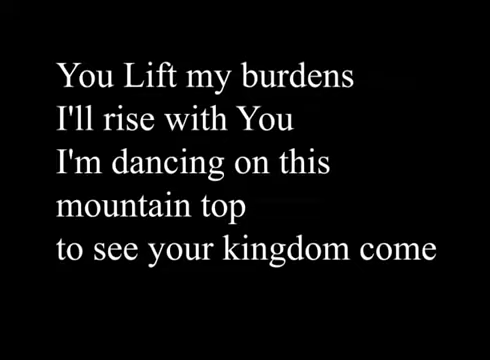 You Lift my burdens
I'll rise with You
I'm dancing on this
mountain top
to see your kingdom come